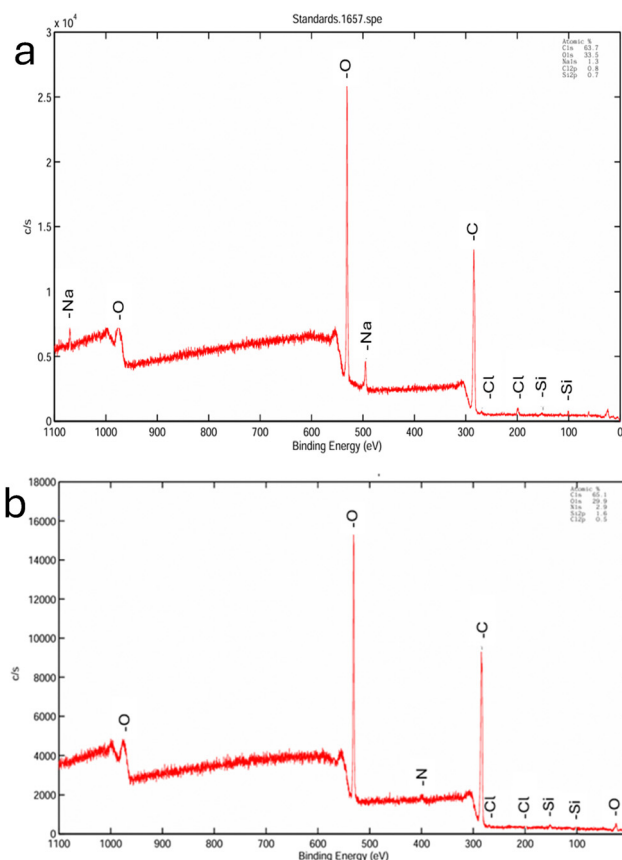 Standards.1657.spe
a
3 x 10⁴
Atomic %
C1s 63.7
O1s 33.5
Na1s 1.3
Cl2p 0.8
Si2p 0.7
-O
2.5
2
1.5
-C
1
-Na
-O
-Na
0.5
-Cl
-Cl
-Si
-Si
0
c/s
1100 1000 900 800 700 600 500 400 300 200 100 0
Binding Energy (eV)
b
18000
Atomic %
C1s 65.1
O1s 29.9
N1s 2.9
Si2p 1.6
Cl2p 0.5
16000
-O
14000
12000
10000
-C
8000
6000
-O
4000
-N
2000
-Cl
-Cl
-Si
-Si
-O
0
c/s
1100 1000 900 800 700 600 500 400 300 200 100
Binding Energy (eV)